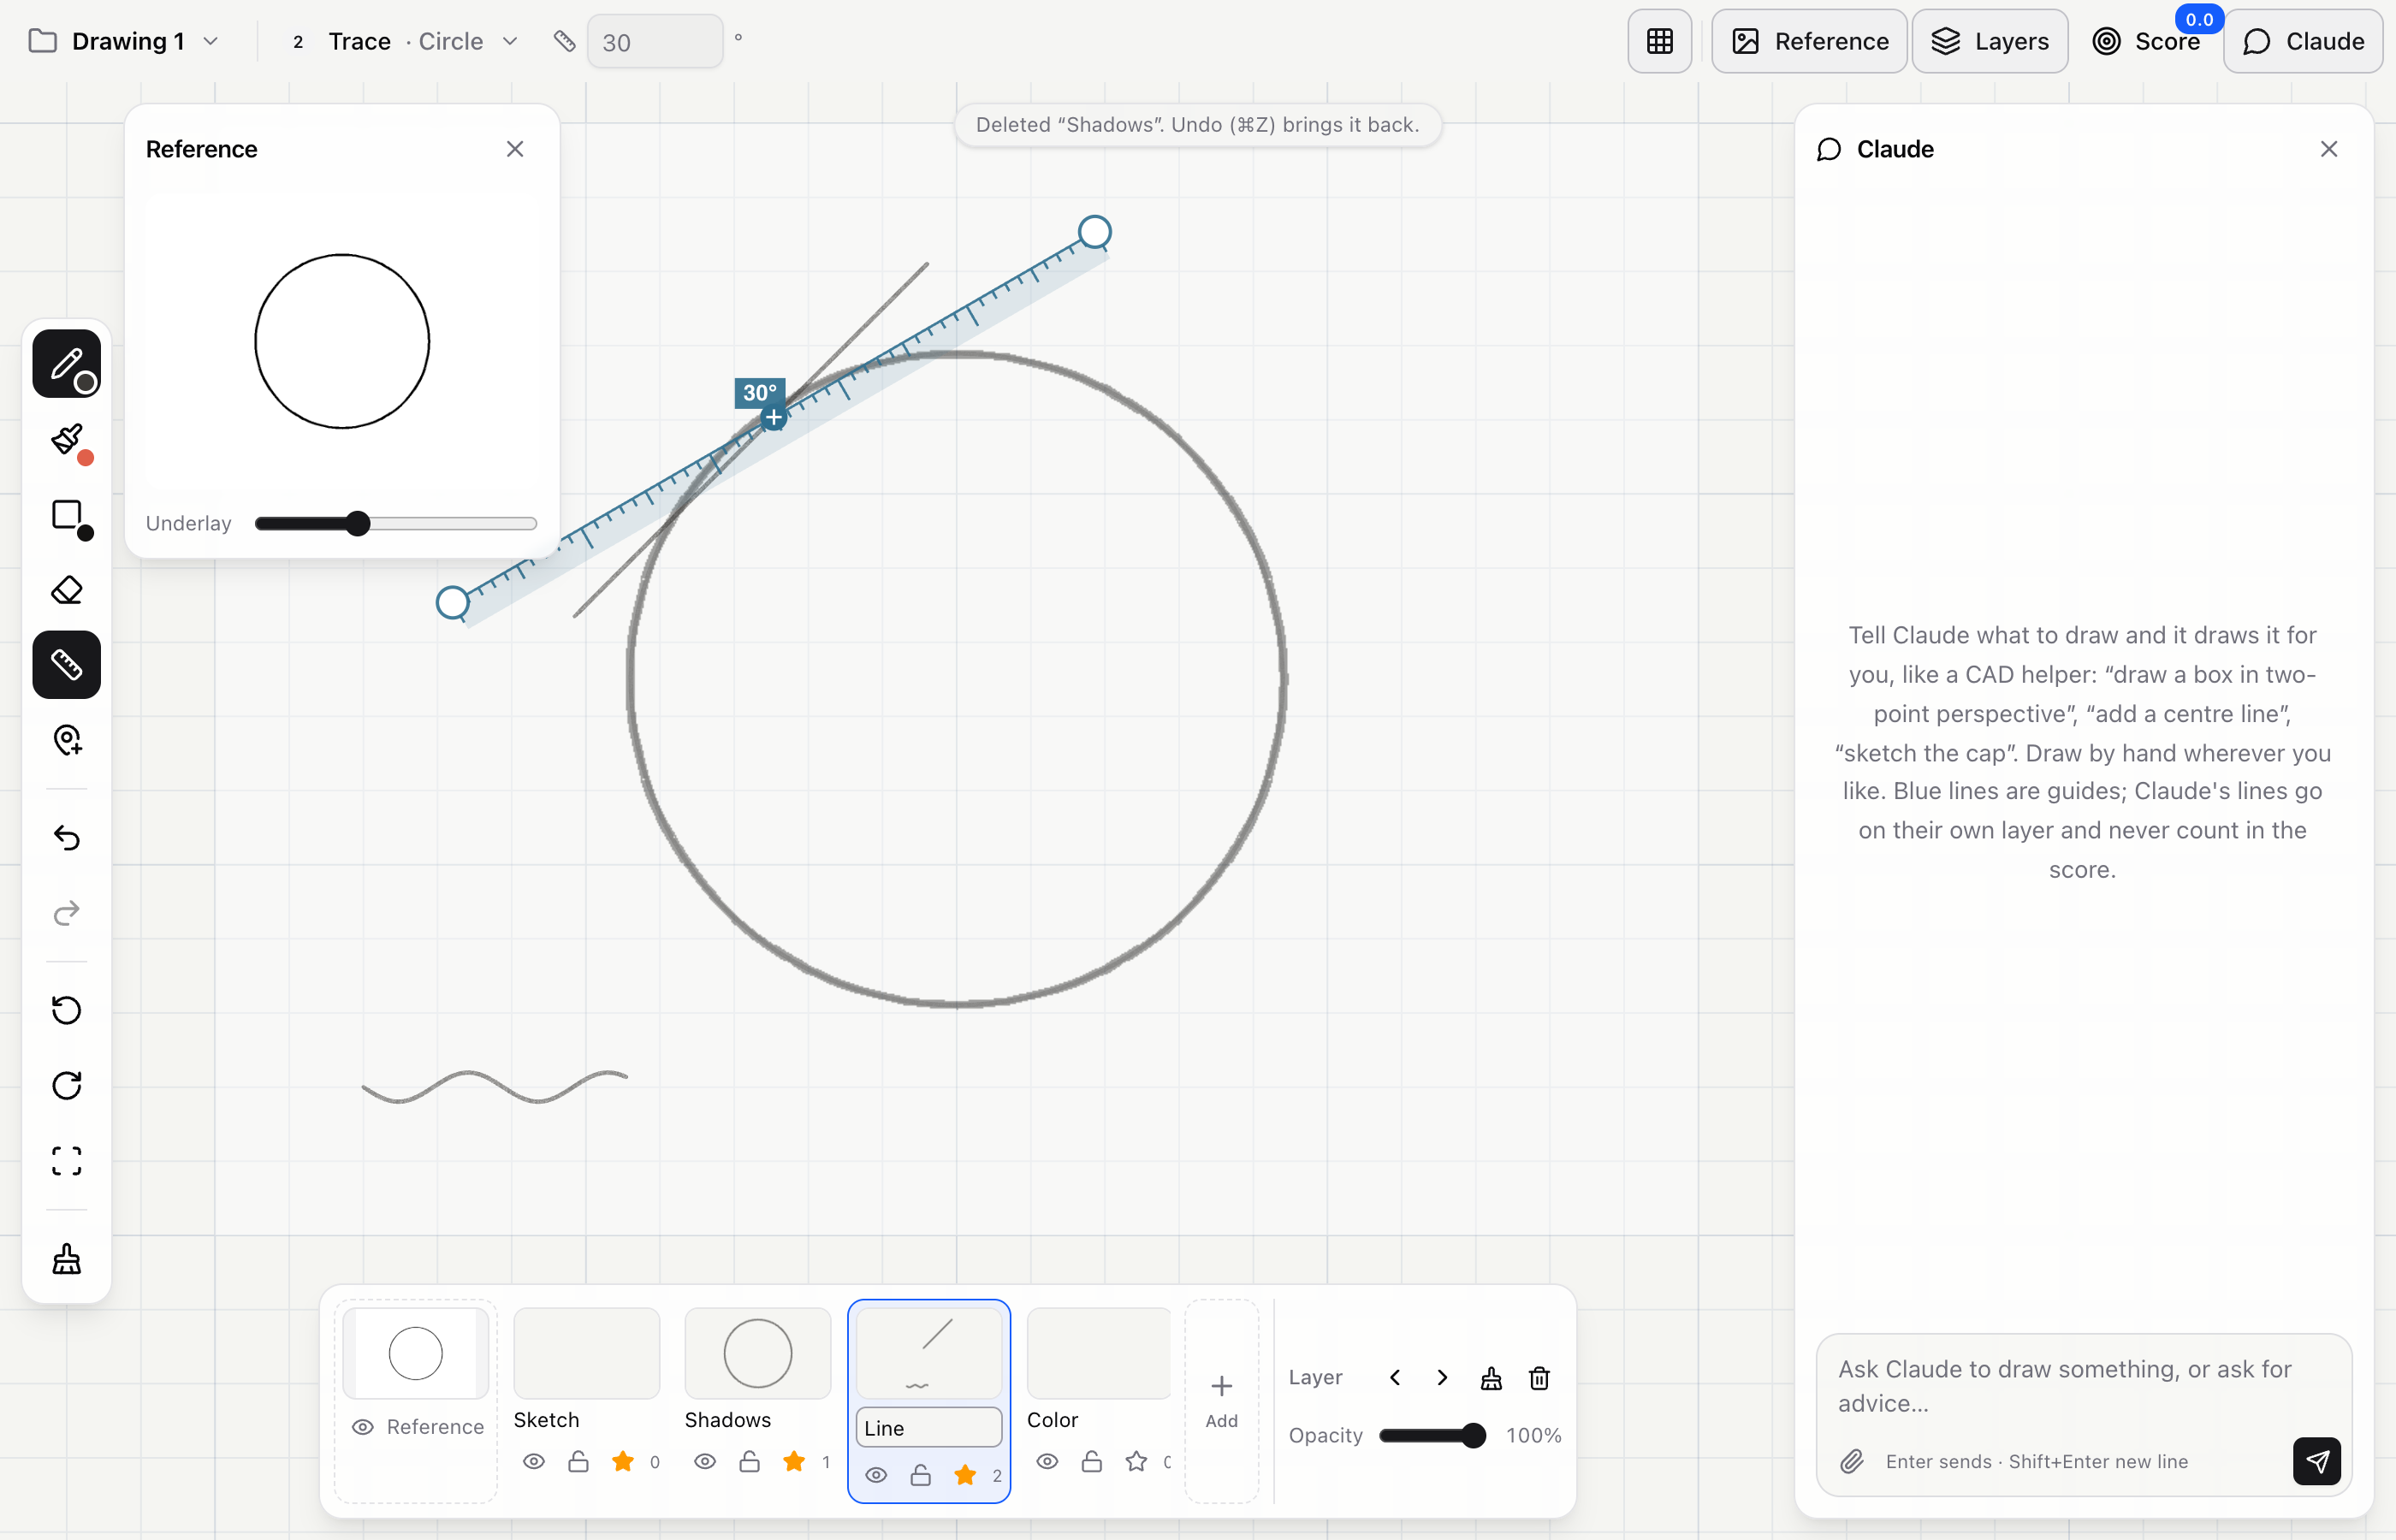 Drawing 1
2 Trace · Circle
30 °
Reference
Layers
Score
0.0
Claude
Reference
Underlay
Deleted “Shadows”. Undo (⌘Z) brings it back.
30°
Claude
Tell Claude what to draw and it draws it for
you, like a CAD helper: “draw a box in two-
point perspective”, “add a centre line”,
“sketch the cap”. Draw by hand wherever you
like. Blue lines are guides; Claude's lines go
on their own layer and never count in the
score.
Ask Claude to draw something, or ask for
advice...
Enter sends · Shift+Enter new line
Reference
Sketch
0
Shadows
1
Line
2
Color
Add
Layer
Opacity 100%